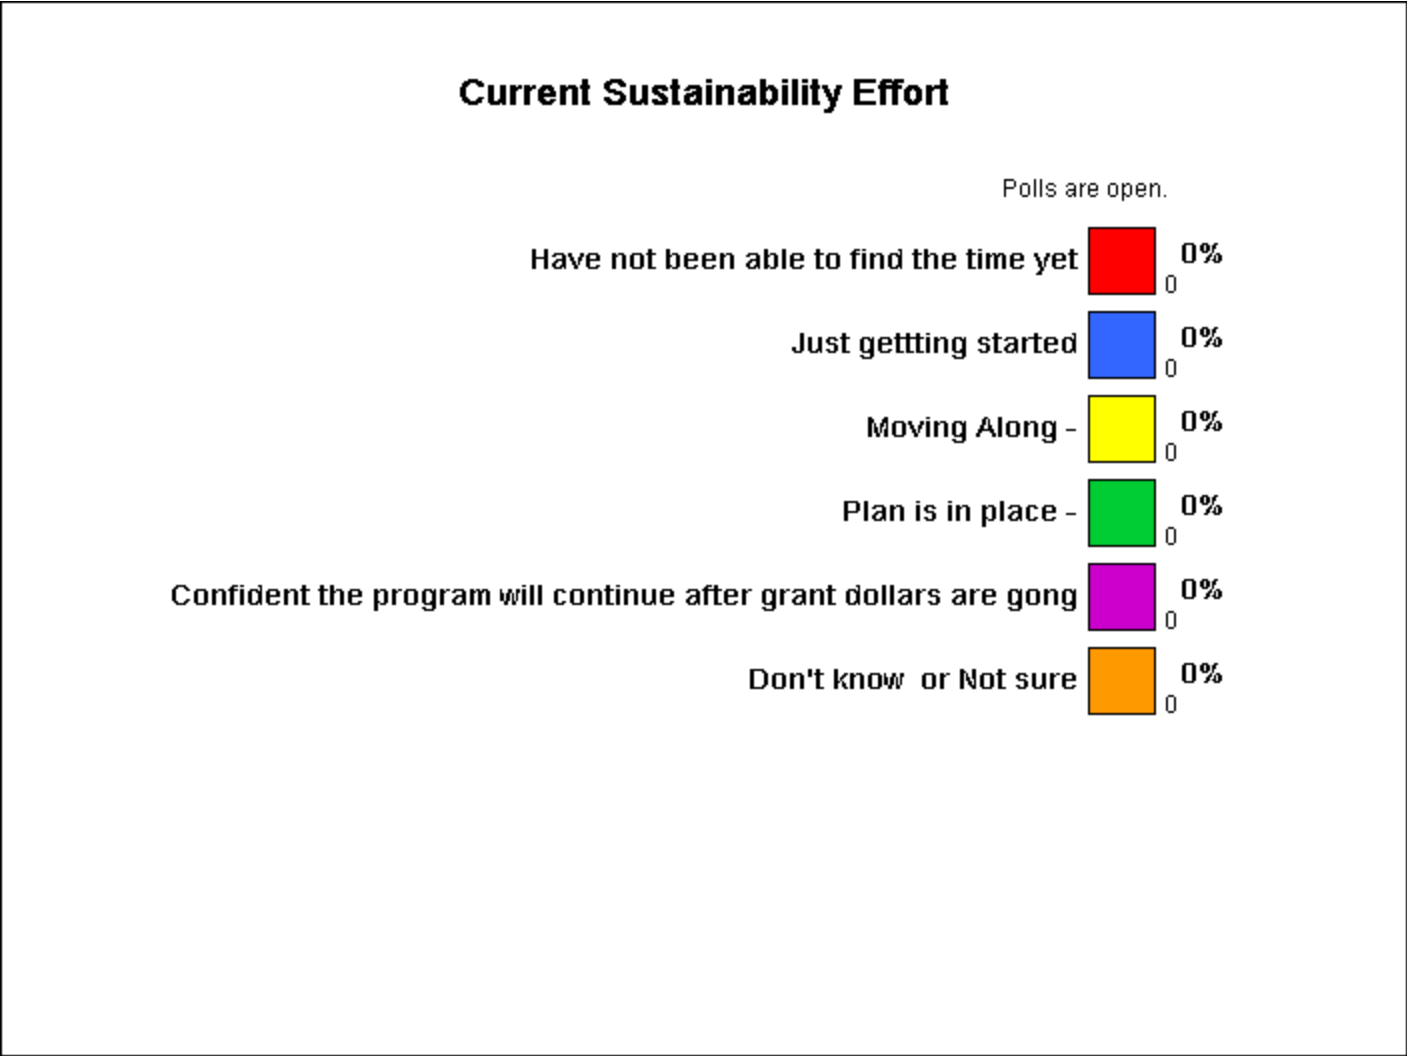 Current Sustainability Effort
Polls are open.
Have not been able to find the time yet 0%
0
Just gettting started 0%
0
Moving Along - 0%
0
Plan is in place - 0%
0
Confident the program will continue after grant dollars are gong 0%
0
Don't know  or Not sure 0%
0